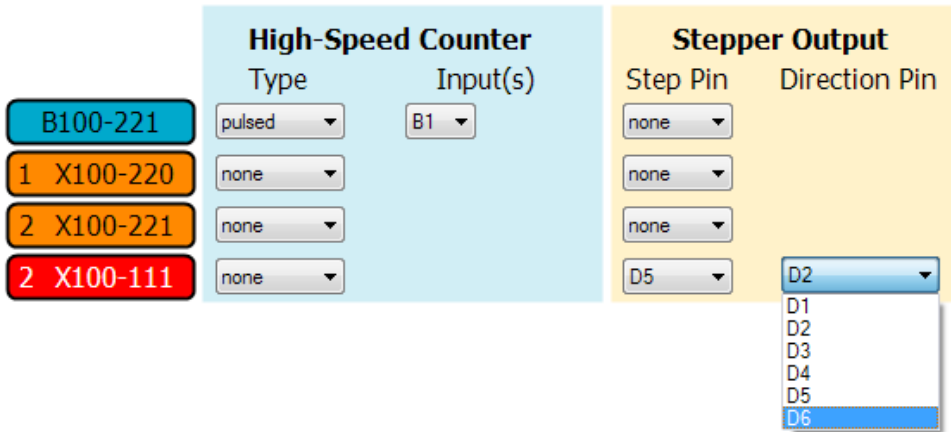 High-Speed Counter Stepper Output
Type Input(s) Step Pin Direction Pin
B100-221 pulsed B1 none
1 X100-220 none none
2 X100-221 none none
2 X100-111 none D5 D2
D1
D2
D3
D4
D5
D6